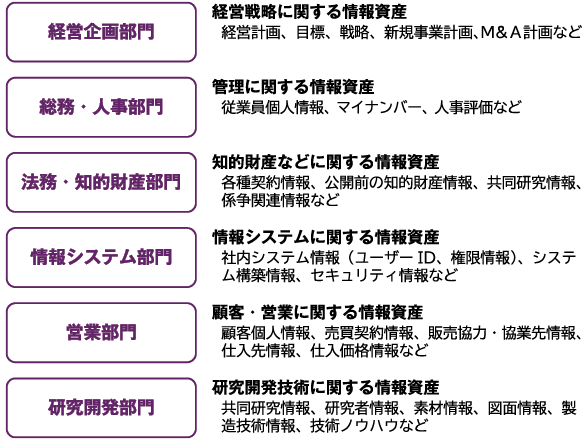 経営企画部門
経営戦略に関する情報資産
経営計画、目標、戦略、新規事業計画、M&A計画など
総務・人事部門
管理に関する情報資産
従業員個人情報、マイナンバー、人事評価など
法務・知的財産部門
知的財産などに関する情報資産
各種契約情報、公開前の知的財産情報、共同研究情報、
係争関連情報など
情報システム部門
情報システムに関する情報資産
社内システム情報（ユーザーID、権限情報）、システ
ム構築情報、セキュリティ情報など
営業部門
顧客・営業に関する情報資産
顧客個人情報、売買契約情報、販売協力・協業先情報、
仕入先情報、仕入価格情報など
研究開発部門
研究開発技術に関する情報資産
共同研究情報、研究者情報、素材情報、図面情報、製
造技術情報、技術ノウハウなど